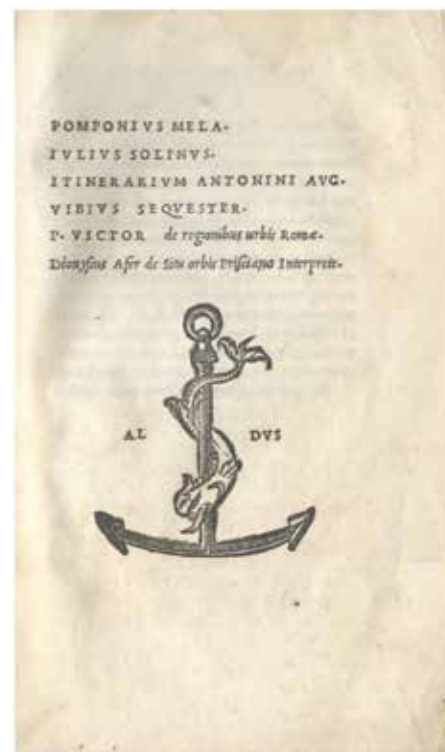 POMPONIVS MELA.
IVLIVS SOLINVS.
ITINERARIVM ANTONINI AVG.
VIBIVS SEQVESTER.
P. VICTOR de regionibus urbis Romæ.
Dionysius Afer de Situ orbis Prisciano Interprete.
AL DVS